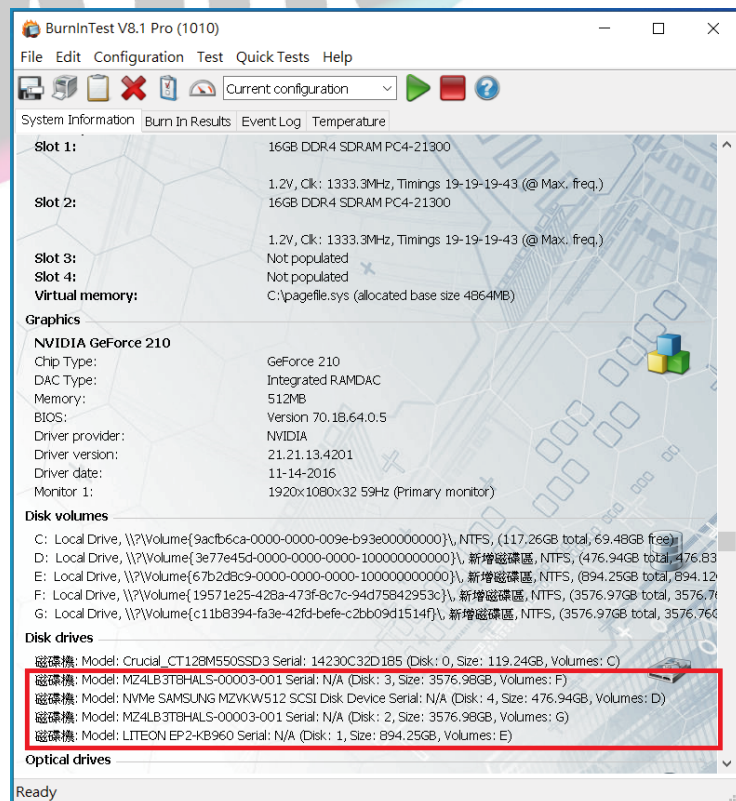 BurnInTest V8.1 Pro (1010)
File Edit Configuration Test Quick Tests Help
Current configuration
System Information Burn In Results Event Log Temperature
Slot 1: 16GB DDR4 SDRAM PC4-21300
1.2V, Clk: 1333.3MHz, Timings 19-19-19-43 (@ Max. freq.)
Slot 2: 16GB DDR4 SDRAM PC4-21300
1.2V, Clk: 1333.3MHz, Timings 19-19-19-43 (@ Max. freq.)
Slot 3: Not populated
Slot 4: Not populated
Virtual memory: C:\pagefile.sys (allocated base size 4864MB)
Graphics
NVIDIA GeForce 210
Chip Type: GeForce 210
DAC Type: Integrated RAMDAC
Memory: 512MB
BIOS: Version 70.18.64.0.5
Driver provider: NVIDIA
Driver version: 21.21.13.4201
Driver date: 11-14-2016
Monitor 1: 1920x1080x32 59Hz (Primary monitor)
Disk volumes
C: Local Drive, \\?\Volume{9acfb6ca-0000-0000-009e-b93e00000000}\, NTFS, (117.26GB total, 69.48GB free)
D: Local Drive, \\?\Volume{3e77e45d-0000-0000-0000-100000000000}\, 新增磁碟區, NTFS, (476.94GB total, 476.83
E: Local Drive, \\?\Volume{67b2d8c9-0000-0000-0000-100000000000}\, 新增磁碟區, NTFS, (894.25GB total, 894.12
F: Local Drive, \\?\Volume{19571e25-428a-473f-8c7c-94d75842953c}\, 新增磁碟區, NTFS, (3576.97GB total, 3576.76
G: Local Drive, \\?\Volume{c11b8394-fa3e-42fd-befe-c2bb09d1514f}\, 新增磁碟區, NTFS, (3576.97GB total, 3576.76G
Disk drives
磁碟機: Model: Crucial_CT128M550SSD3 Serial: 14230C32D185 (Disk: 0, Size: 119.24GB, Volumes: C)
磁碟機: Model: MZ4LB3T8HALS-00003-001 Serial: N/A (Disk: 3, Size: 3576.98GB, Volumes: F)
磁碟機: Model: NVMe SAMSUNG MZVKW512 SCSI Disk Device Serial: N/A (Disk: 4, Size: 476.94GB, Volumes: D)
磁碟機: Model: MZ4LB3T8HALS-00003-001 Serial: N/A (Disk: 2, Size: 3576.98GB, Volumes: G)
磁碟機: Model: LITEON EP2-KB960 Serial: N/A (Disk: 1, Size: 894.25GB, Volumes: E)
Optical drives
Ready